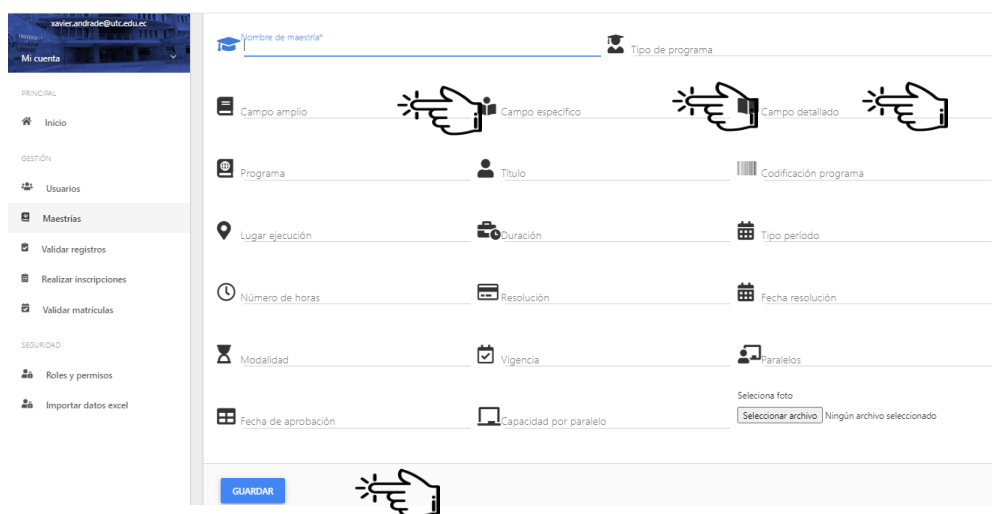 xavier.andrade@utc.edu.ec
Mi cuenta
PRINCIPAL
Inicio
GESTIÓN
Usuarios
Maestrías
Validar registros
Realizar inscripciones
Validar matrículas
SEGURIDAD
Roles y permisos
Importar datos excel
Nombre de maestría*
Tipo de programa
Campo amplio
Campo específico
Campo detallado
Programa
Título
Codificación programa
Lugar ejecución
Duración
Tipo período
Número de horas
Resolución
Fecha resolución
Modalidad
Vigencia
Paralelos
Fecha de aprobación
Capacidad por paralelo
Seleciona foto
Seleccionar archivo Ningún archivo seleccionado
GUARDAR